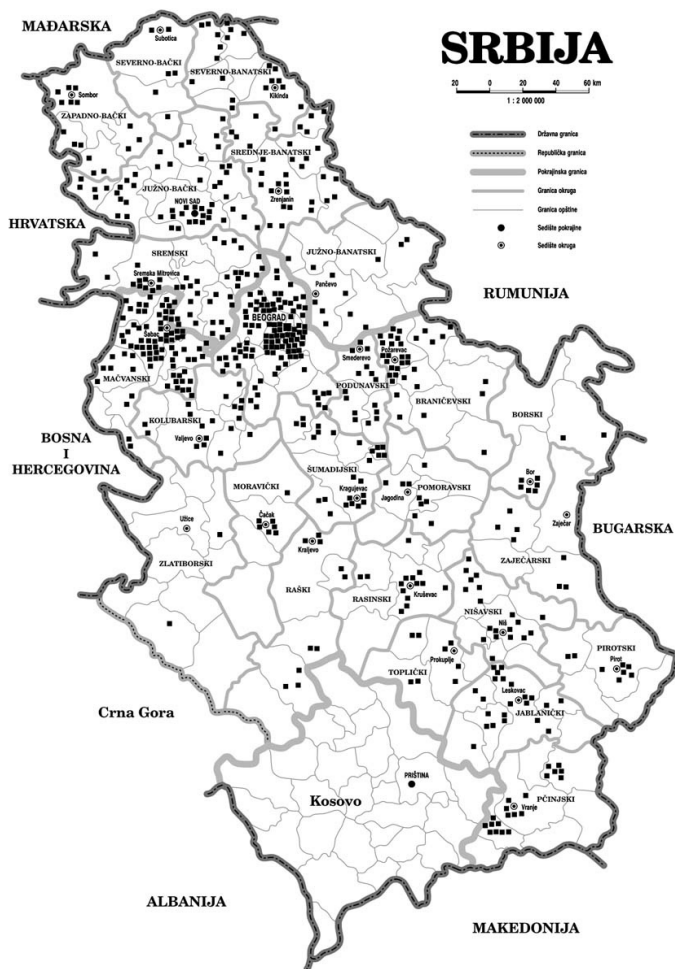 MAĐARSKA
SRBIJA
20 0 20 40 60 km
1 : 2 000 000
Državna granica
Republička granica
Pokrajinska granica
Granica okruga
Granica opštine
Sedište pokrajine
Sedište okruga
Subotica
SEVERNO-BAČKI
SEVERNO-BANATSKI
Sombor
Kikinda
ZAPADNO-BAČKI
SREDNJE-BANATSKI
JUŽNO-BAČKI
Zrenjanin
NOVI SAD
HRVATSKA
SREMSKI
JUŽNO-BANATSKI
Sremska Mitrovica
Pančevo
RUMUNIJA
BEOGRAD
Šabac
Smederevo
Požarevac
MAČVANSKI
PODUNAVSKI
BRANIČEVSKI
BORSKI
KOLUBARSKI
Valjevo
BOSNA
I
HERCEGOVINA
ŠUMADIJSKI
Bor
MORAVIČKI
Kragujevac
Jagodina
POMORAVSKI
Čačak
Užice
Zaječar
BUGARSKA
Kraljevo
ZLATIBORSKI
ZAJEČARSKI
RAŠKI
RASINSKI
Kruševac
NIŠAVSKI
Niš
PIROTSKI
Prokuplje
Pirot
TOPLIČKI
Leskovac
JABLANIČKI
Crna Gora
PRIŠTINA
Kosovo
PČINJSKI
Vranje
ALBANIJA
MAKEDONIJA